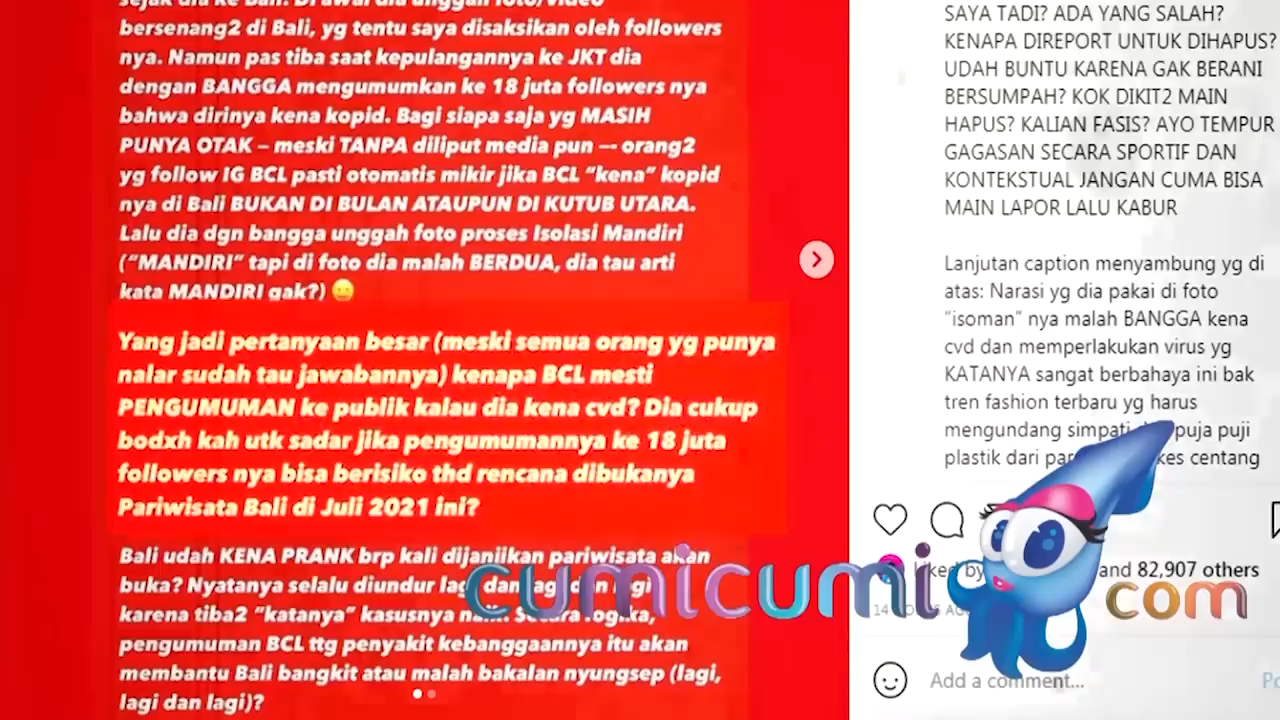 sejak dia ke Bali. Di awal dia unggah foto/video
bersenang2 di Bali, yg tentu saya disaksikan oleh followers
nya. Namun pas tiba saat kepulangannya ke JKT dia
dengan BANGGA mengumumkan ke 18 juta followers nya
bahwa dirinya kena kopid. Bagi siapa saja yg MASIH
PUNYA OTAK – meski TANPA diliput media pun –- orang2
yg follow IG BCL pasti otomatis mikir jika BCL “kena” kopid
nya di Bali BUKAN DI BULAN ATAUPUN DI KUTUB UTARA.
Lalu dia dgn bangga unggah foto proses Isolasi Mandiri
(“MANDIRI” tapi di foto dia malah BERDUA, dia tau arti
kata MANDIRI gak?)
Yang jadi pertanyaan besar (meski semua orang yg punya
nalar sudah tau jawabannya) kenapa BCL mesti
PENGUMUMAN ke publik kalau dia kena cvd? Dia cukup
bodxh kah utk sadar jika pengumumannya ke 18 juta
followers nya bisa berisiko thd rencana dibukanya
Pariwisata Bali di Juli 2021 ini?
Bali udah KENA PRANK brp kali dijanjikan pariwisata akan
buka? Nyatanya selalu diundur lagi dan lagi
karena tiba2 “katanya” kasusnya naik. Secara logika,
pengumuman BCL ttg penyakit kebanggaannya itu akan
membantu Bali bangkit atau malah bakalan nyungsep (lagi,
lagi dan lagi)?
SAYA TADI? ADA YANG SALAH?
KENAPA DIREPORT UNTUK DIHAPUS?
UDAH BUNTU KARENA GAK BERANI
BERSUMPAH? KOK DIKIT2 MAIN
HAPUS? KALIAN FASIS? AYO TEMPUR
GAGASAN SECARA SPORTIF DAN
KONTEKSTUAL JANGAN CUMA BISA
MAIN LAPOR LALU KABUR
Lanjutan caption menyambung yg di
atas: Narasi yg dia pakai di foto
“isoman” nya malah BANGGA kena
cvd dan memperlakukan virus yg
KATANYA sangat berbahaya ini bak
tren fashion terbaru yg harus
mengundang simpati puja puji
plastik dari centang
Liked by and 82,907 others
14
Add a comment...
cumicumi com